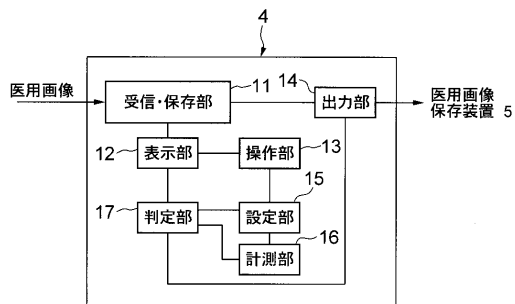 4
医用画像
受信・保存部
11
14
出力部
医用画像
保存装置 5
12
表示部
操作部
13
15
17
判定部
設定部
16
計測部